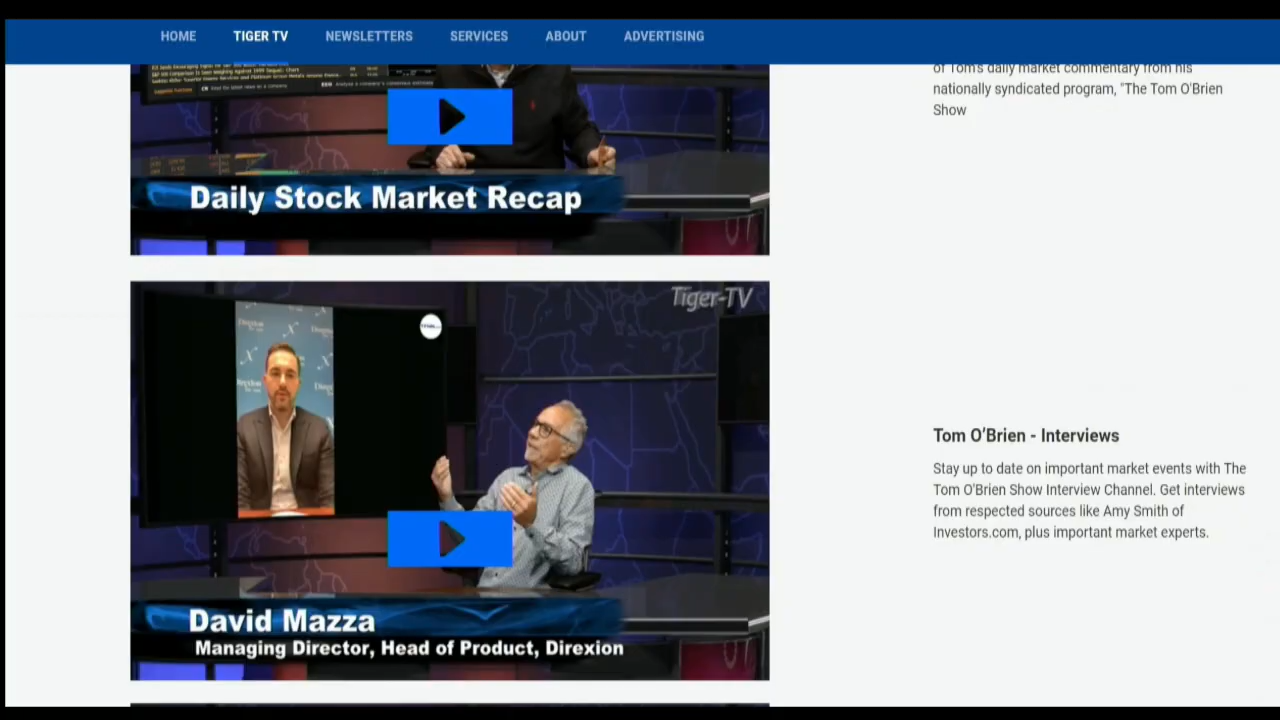 HOME TIGER TV NEWSLETTERS SERVICES ABOUT ADVERTISING
of Tom's daily market commentary from his
nationally syndicated program, "The Tom O'Brien
Show
Daily Stock Market Recap
Tiger-TV
Direxion
David Mazza
Managing Director, Head of Product, Direxion
Tom O’Brien - Interviews
Stay up to date on important market events with The
Tom O'Brien Show Interview Channel. Get interviews
from respected sources like Amy Smith of
Investors.com, plus important market experts.